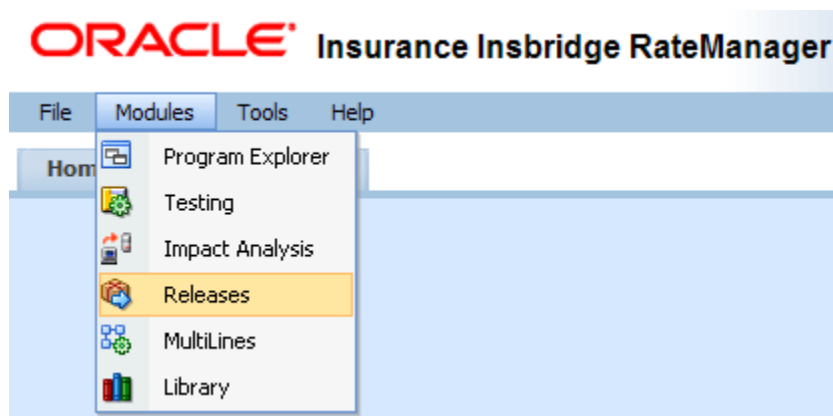 ORACLE Insurance Insbridge RateManager
File Modules Tools Help
Program Explorer
Testing
Impact Analysis
Releases
MultiLines
Library